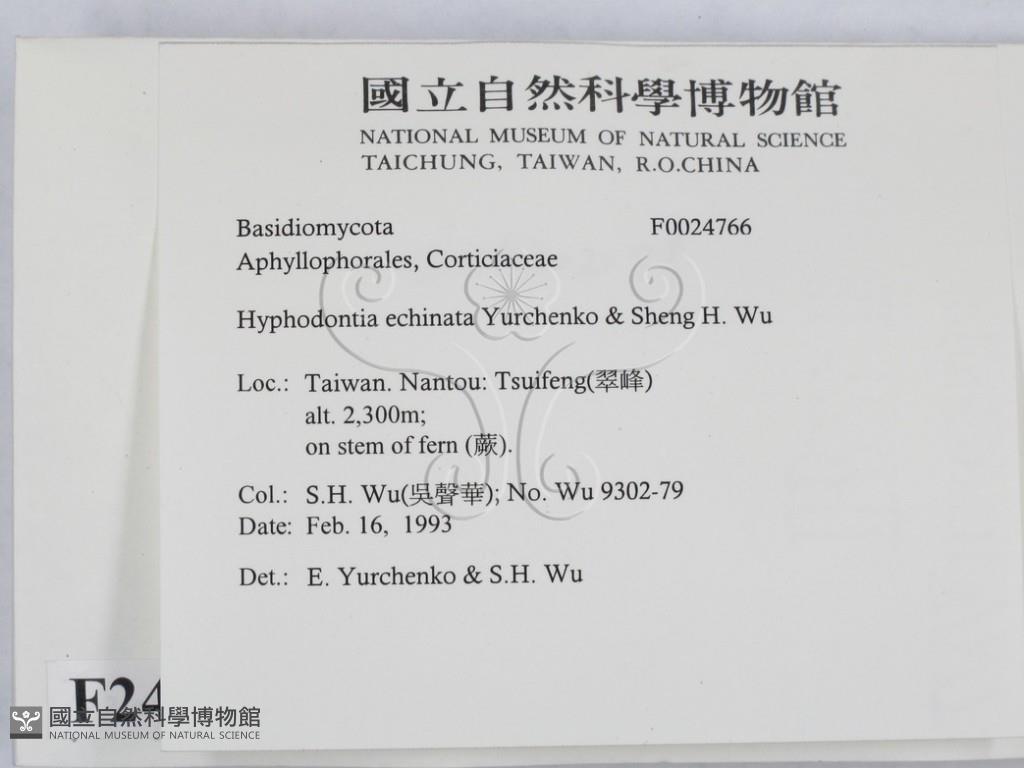 國立自然科學博物館
NATIONAL MUSEUM OF NATURAL SCIENCE
TAICHUNG, TAIWAN, R.O.CHINA
Basidiomycota F0024766
Aphyllophorales, Corticiaceae
Hyphodontia echinata Yurchenko & Sheng H. Wu
Loc.: Taiwan. Nantou: Tsuifeng(翠峰)
alt. 2,300m;
on stem of fern (蕨).
Col.: S.H. Wu(吳聲華); No. Wu 9302-79
Date: Feb. 16, 1993
Det.: E. Yurchenko & S.H. Wu
F24
國立自然科學博物館
NATIONAL MUSEUM OF NATURAL SCIENCE